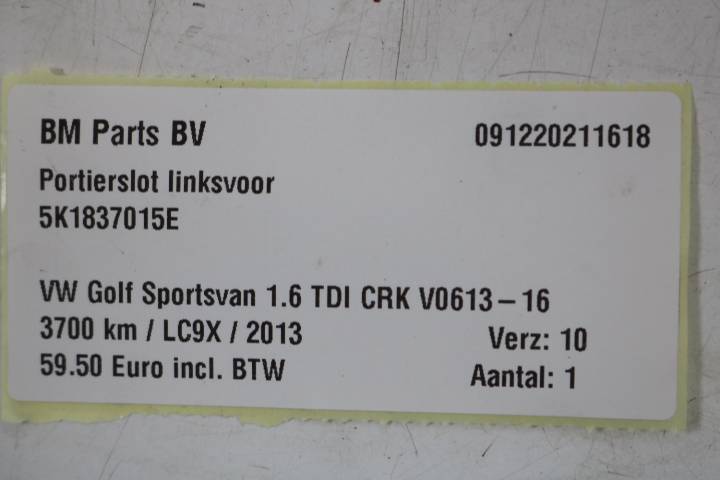 BM Parts BV 091220211618
Portierslot linksvoor
5K1837015E
VW Golf Sportsvan 1.6 TDI CRK V0613-16
3700 km / LC9X / 2013 Verz: 10
59.50 Euro incl. BTW Aantal: 1